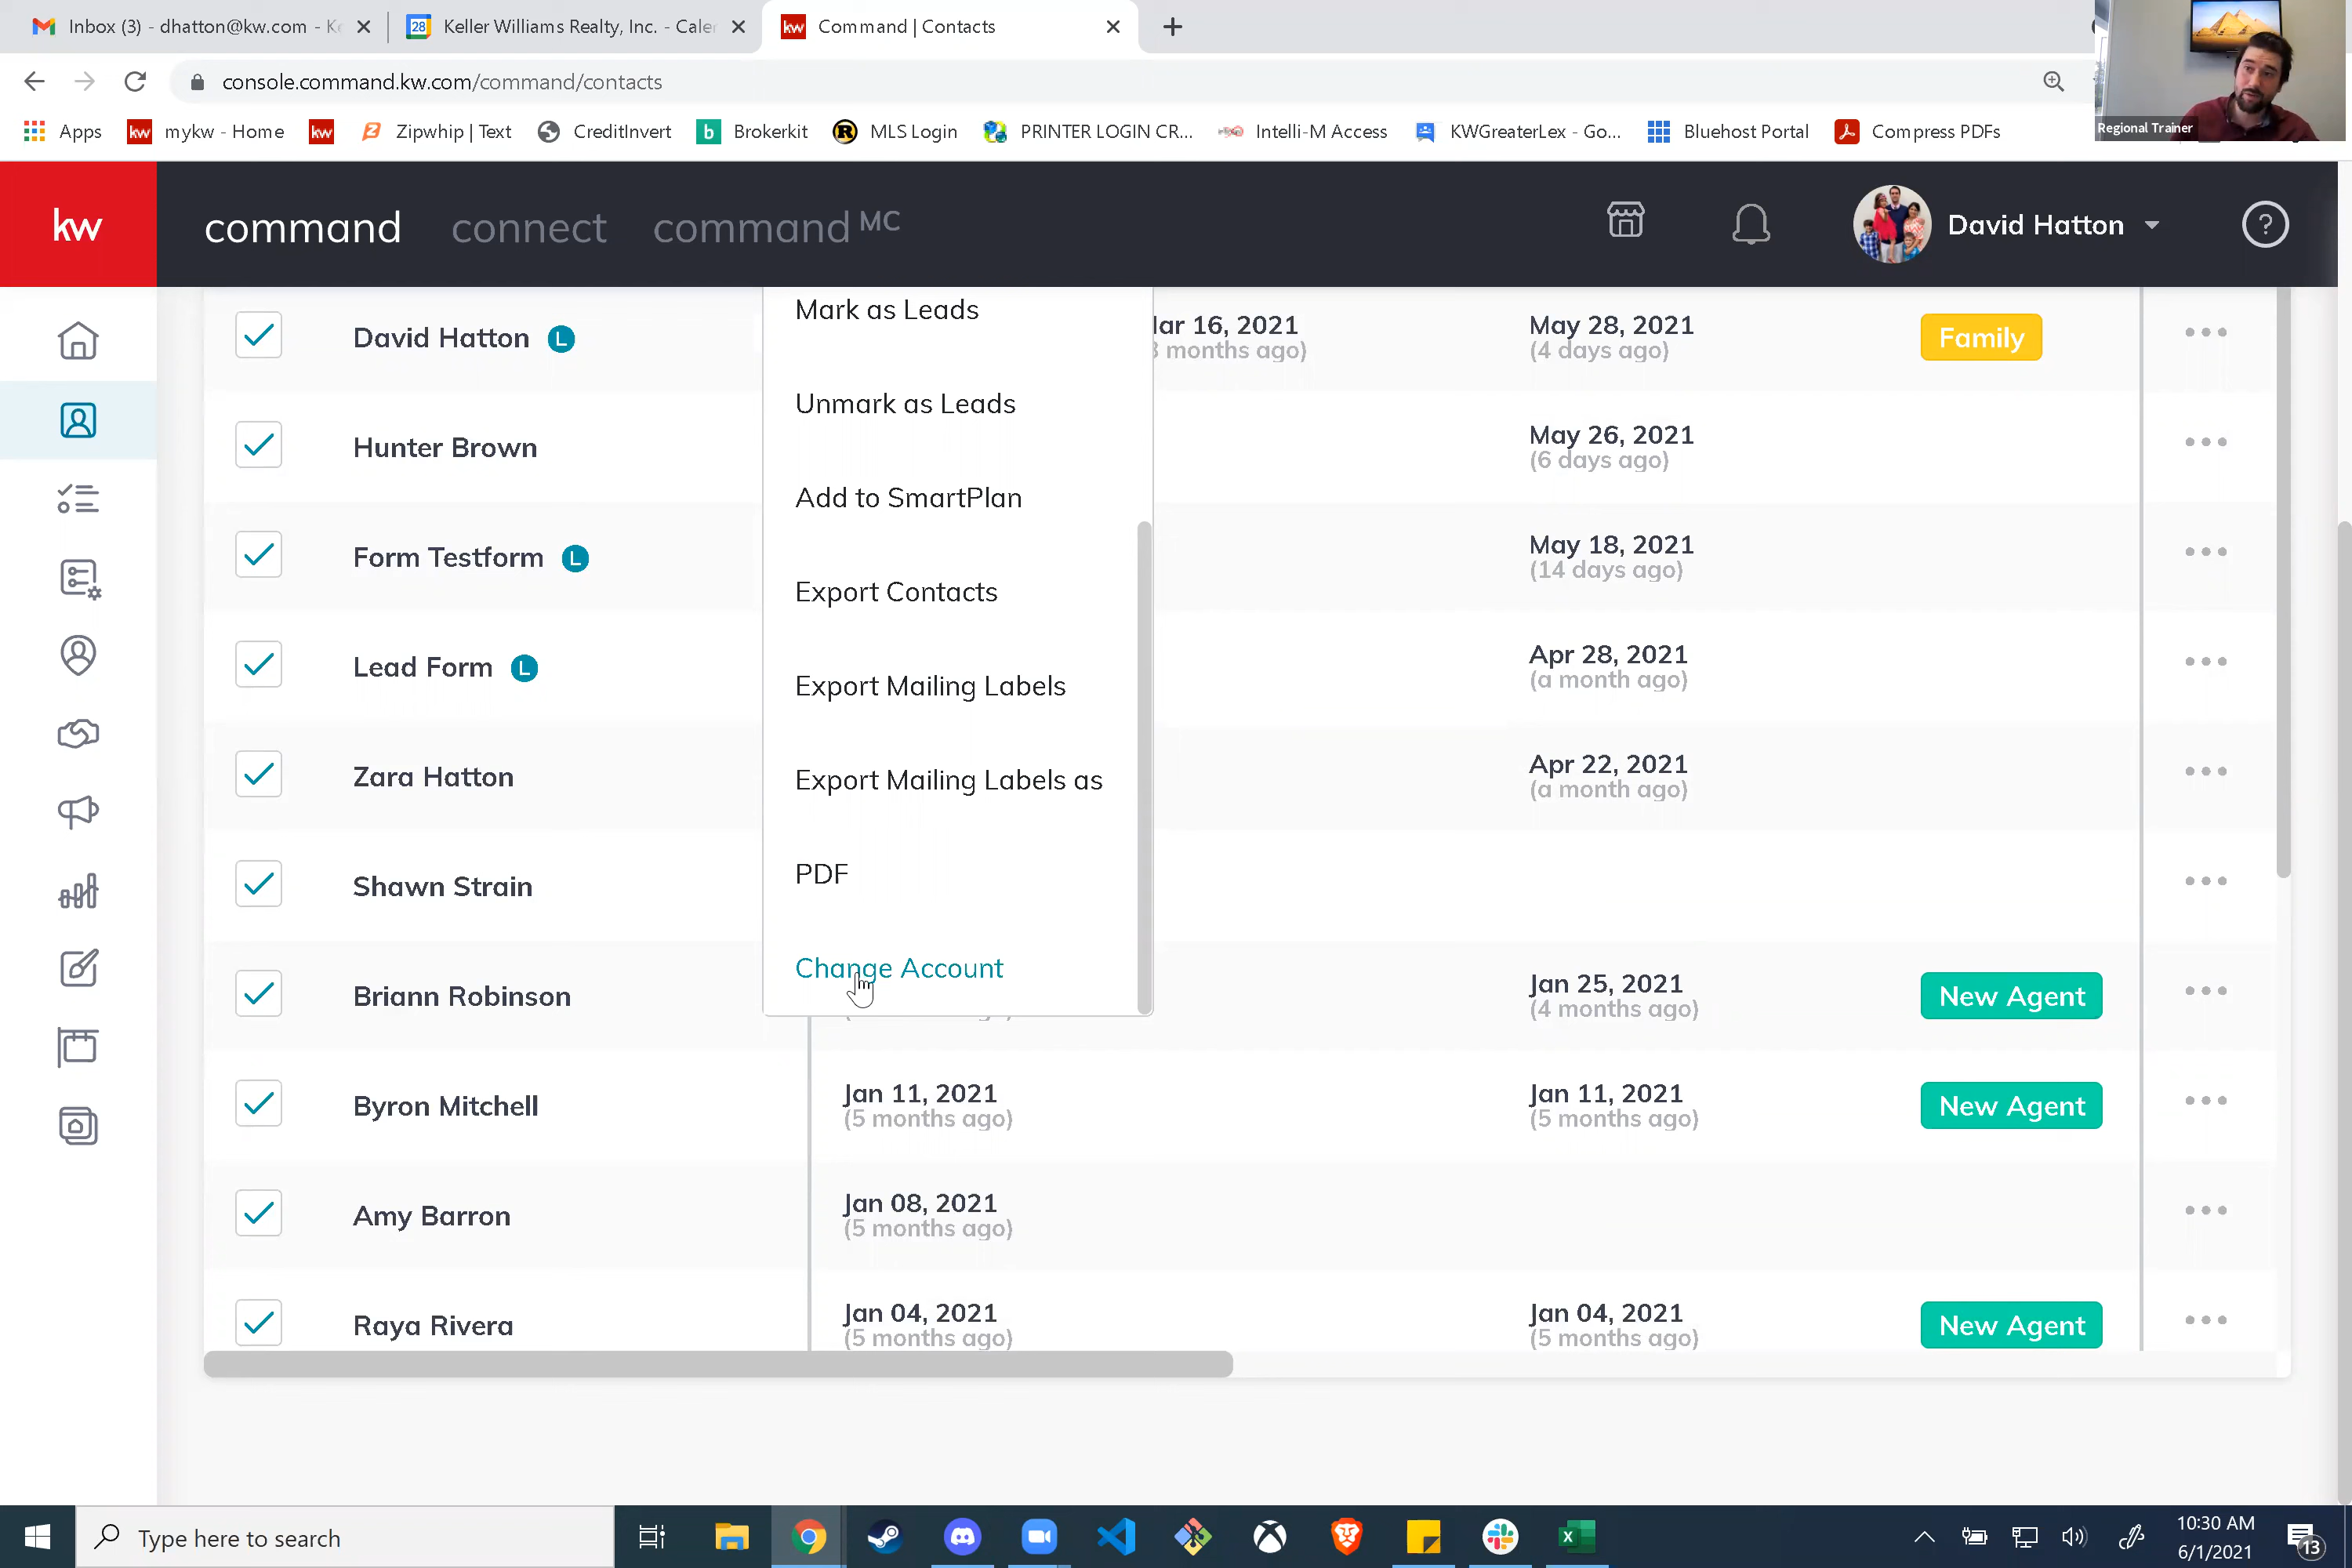 Inbox (3) - dhatton@kw.com - Ke
Keller Williams Realty, Inc. - Caler
kw Command | Contacts
console.command.kw.com/command/contacts
Apps
kw mykw - Home
kw
Zipwhip | Text
CreditInvert
b Brokerkit
R MLS Login
PRINTER LOGIN CR...
Intelli-M Access
KWGreaterLex - Go...
Bluehost Portal
Compress PDFs
Regional Trainer
kw
command
connect
command MC
David Hatton
?
Mark as Leads
Unmark as Leads
Add to SmartPlan
Export Contacts
Export Mailing Labels
Export Mailing Labels as
PDF
Change Account
David Hatton L
May 28, 2021
(4 days ago)
Family
Hunter Brown
May 26, 2021
(6 days ago)
Form Testform L
May 18, 2021
(14 days ago)
Lead Form L
Apr 28, 2021
(a month ago)
Zara Hatton
Apr 22, 2021
(a month ago)
Shawn Strain
Briann Robinson
Jan 25, 2021
(4 months ago)
New Agent
Byron Mitchell
Jan 11, 2021
(5 months ago)
Jan 11, 2021
(5 months ago)
New Agent
Amy Barron
Jan 08, 2021
(5 months ago)
Raya Rivera
Jan 04, 2021
(5 months ago)
Jan 04, 2021
(5 months ago)
New Agent
Type here to search
10:30 AM
6/1/2021
13